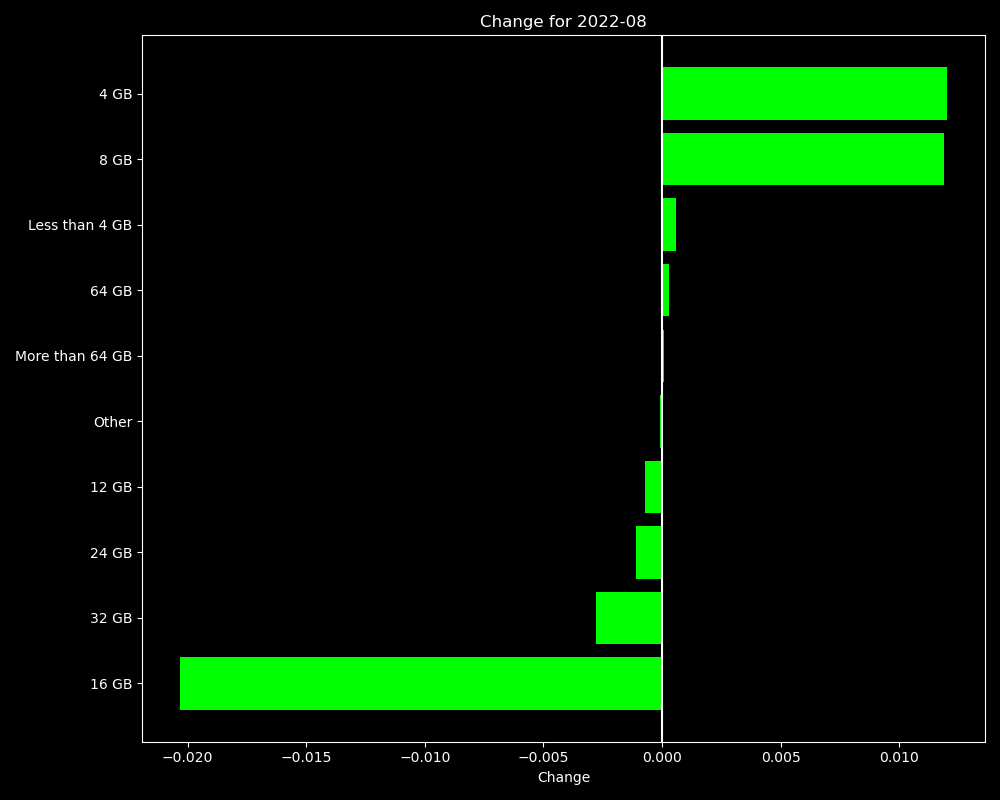 Change for 2022-08
4 GB
8 GB
Less than 4 GB
64 GB
More than 64 GB
Other
12 GB
24 GB
32 GB
16 GB
−0.020 −0.015 −0.010 −0.005 0.000 0.005 0.010
Change